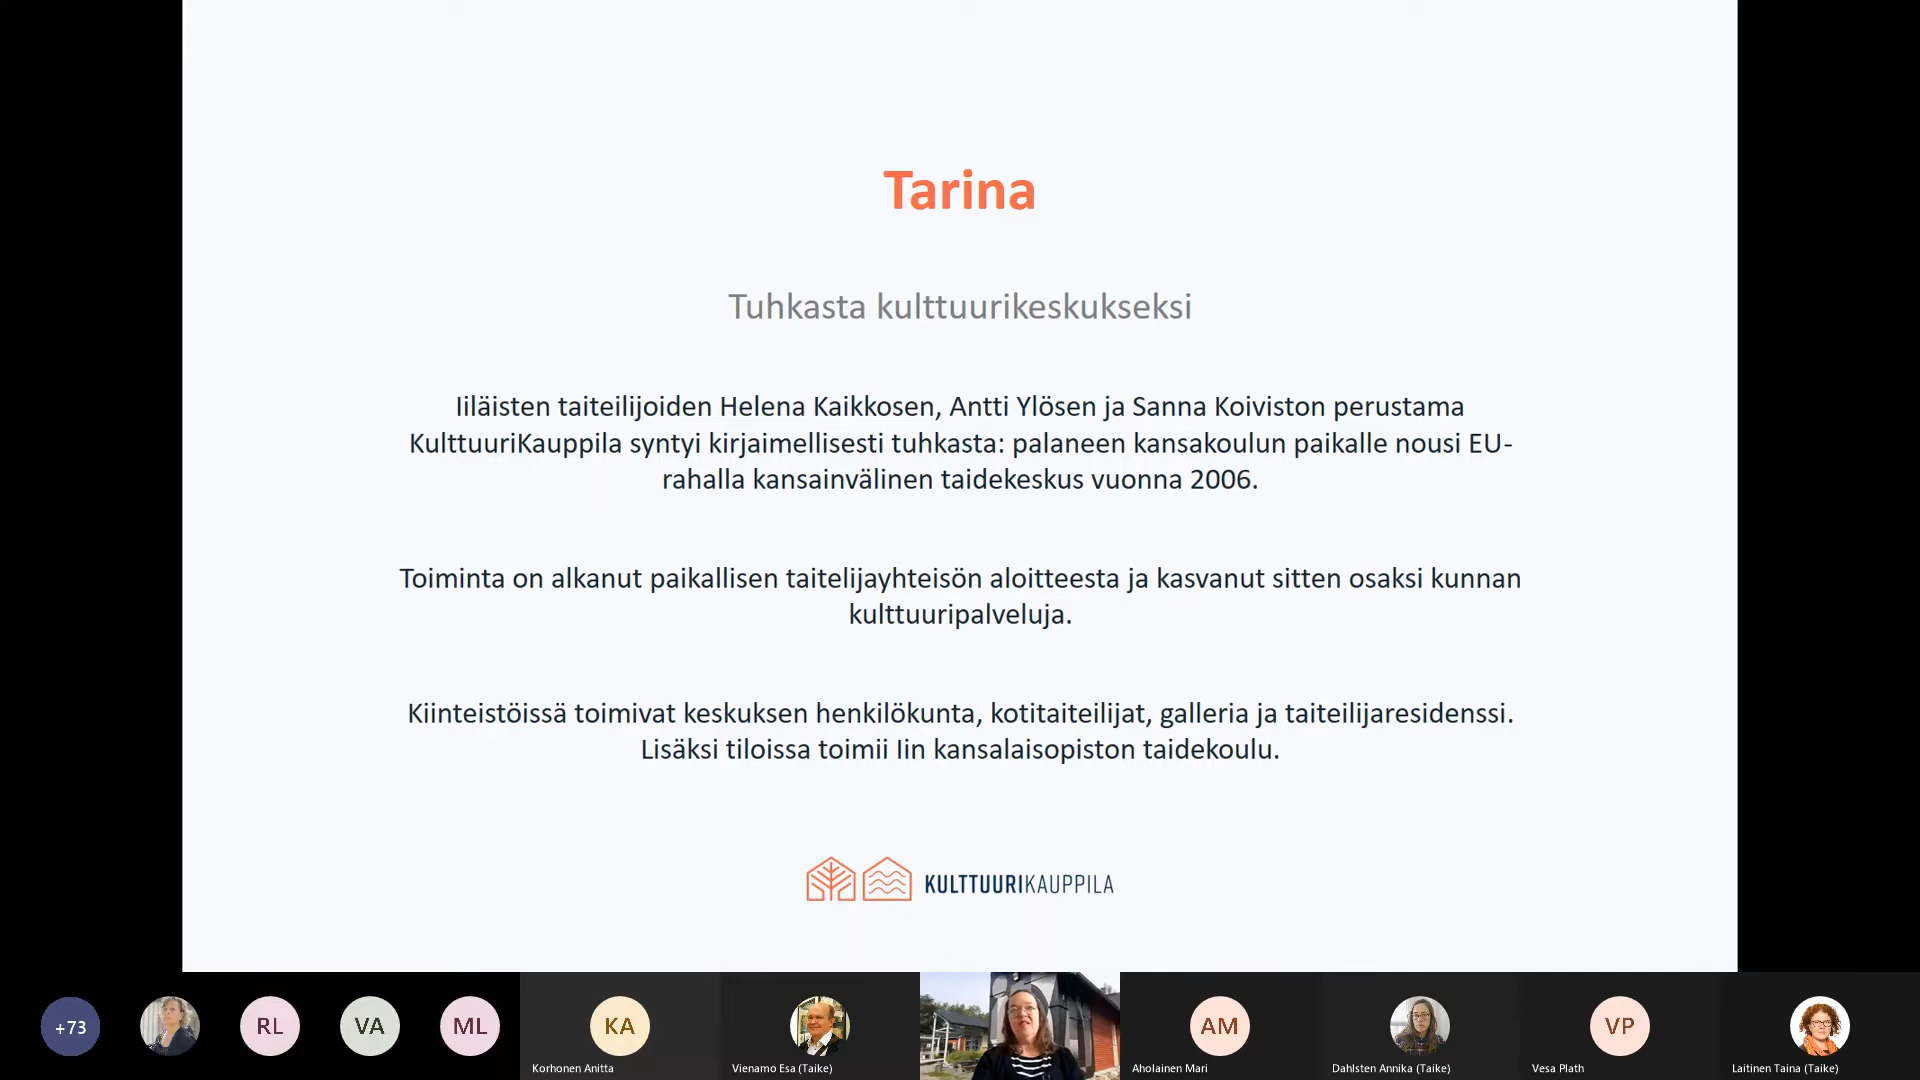 Tarina
Tuhkasta kulttuurikeskukseksi
Iiläisten taiteilijoiden Helena Kaikkosen, Antti Ylösen ja Sanna Koiviston perustama
KulttuuriKauppila syntyi kirjaimellisesti tuhkasta: palaneen kansakoulun paikalle nousi EU-
rahalla kansainvälinen taidekeskus vuonna 2006.
Toiminta on alkanut paikallisen taitelijayhteisön aloitteesta ja kasvanut sitten osaksi kunnan
kulttuuripalveluja.
Kiinteistöissä toimivat keskuksen henkilökunta, kotitaiteilijat, galleria ja taiteilijaresidenssi.
Lisäksi tiloissa toimii Iin kansalaisopiston taidekoulu.
KULTTUURIKAUPPILA
+73
RL
VA
ML
KA
AM
VP
Korhonen Anitta
Vienamo Esa (Taike)
Aholainen Mari
Dahlsten Annika (Taike)
Vesa Plath
Laitinen Taina (Taike)